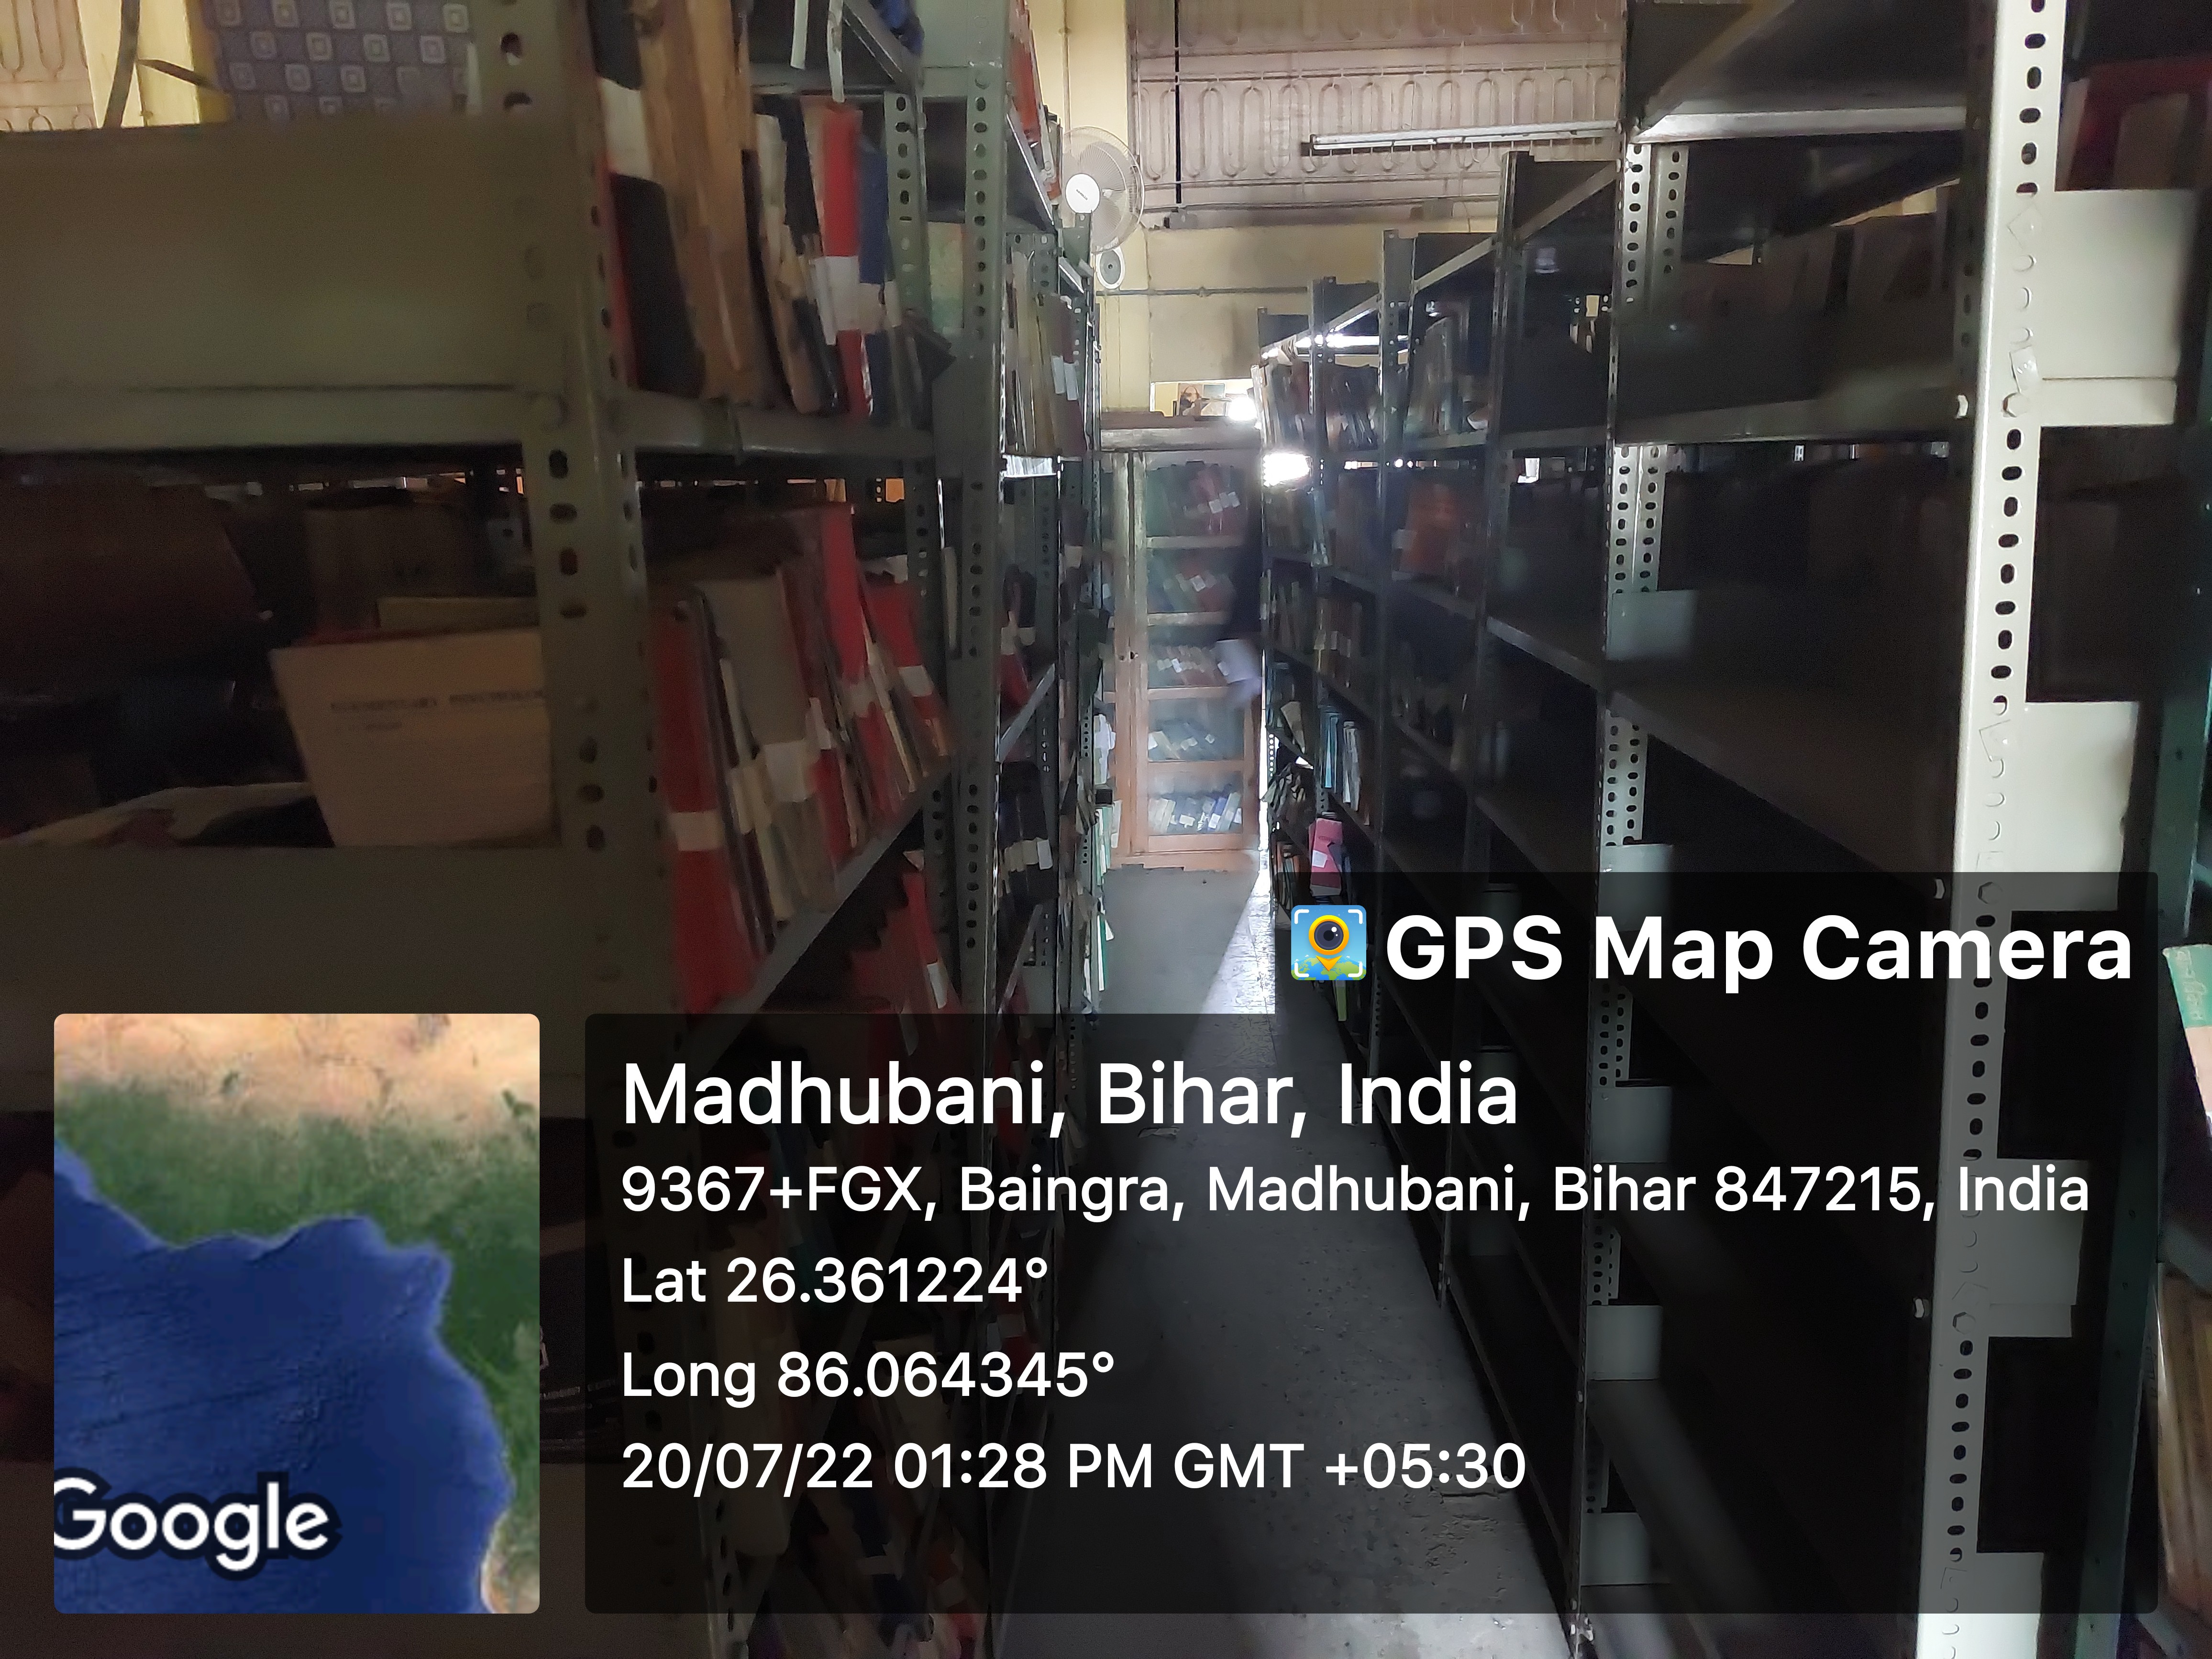 GPS Map Camera
Madhubani, Bihar, India
9367+FGX, Baingra, Madhubani, Bihar 847215, India
Lat 26.361224°
Long 86.064345°
20/07/22 01:28 PM GMT +05:30
Google